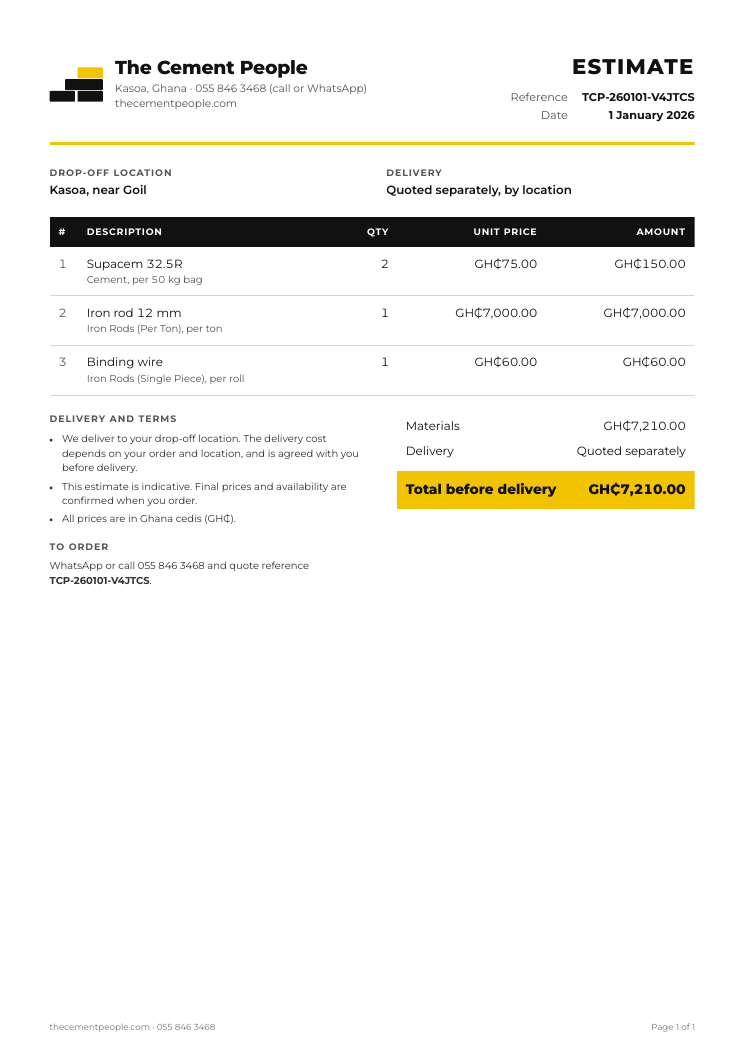 The Cement People
Kasoa, Ghana · 055 846 3468 (call or WhatsApp)
thecementpeople.com
ESTIMATE
Reference TCP-260101-V4JTCS
Date 1 January 2026
DROP-OFF LOCATION
Kasoa, near Goil
DELIVERY
Quoted separately, by location
# DESCRIPTION QTY UNIT PRICE AMOUNT
1 Supacem 32.5R 2 GH₵75.00 GH₵150.00
Cement, per 50 kg bag
2 Iron rod 12 mm 1 GH₵7,000.00 GH₵7,000.00
Iron Rods (Per Ton), per ton
3 Binding wire 1 GH₵60.00 GH₵60.00
Iron Rods (Single Piece), per roll
DELIVERY AND TERMS
• We deliver to your drop-off location. The delivery cost
depends on your order and location, and is agreed with you
before delivery.
• This estimate is indicative. Final prices and availability are
confirmed when you order.
• All prices are in Ghana cedis (GH₵).
TO ORDER
WhatsApp or call 055 846 3468 and quote reference
TCP-260101-V4JTCS.
Materials GH₵7,210.00
Delivery Quoted separately
Total before delivery GH₵7,210.00
thecementpeople.com · 055 846 3468
Page 1 of 1